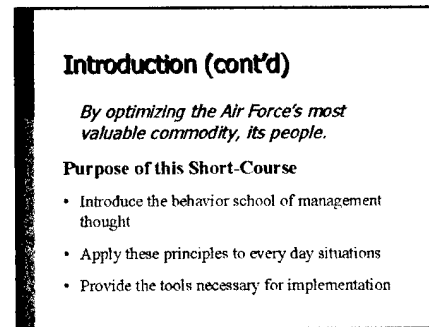 Introduction (cont'd)
By optimizing the Air Force's most
valuable commodity, its people.
Purpose of this Short-Course
• Introduce the behavior school of management
thought
• Apply these principles to every day situations
• Provide the tools necessary for implementation